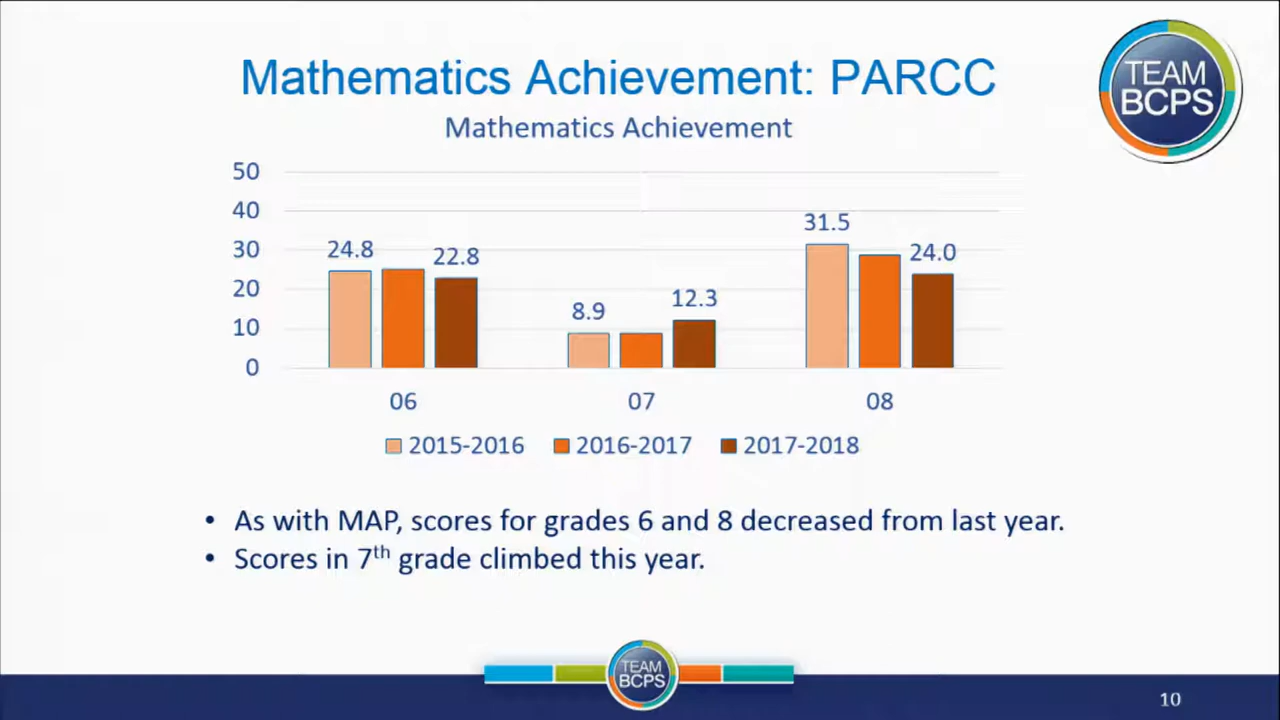 Mathematics Achievement: PARCC
TEAM
BCPS
Mathematics Achievement
50
40
30
20
10
0
24.8
22.8
8.9
12.3
31.5
24.0
06
07
08
2015-2016
2016-2017
2017-2018
• As with MAP, scores for grades 6 and 8 decreased from last year.
• Scores in 7th grade climbed this year.
TEAM
BCPS
10